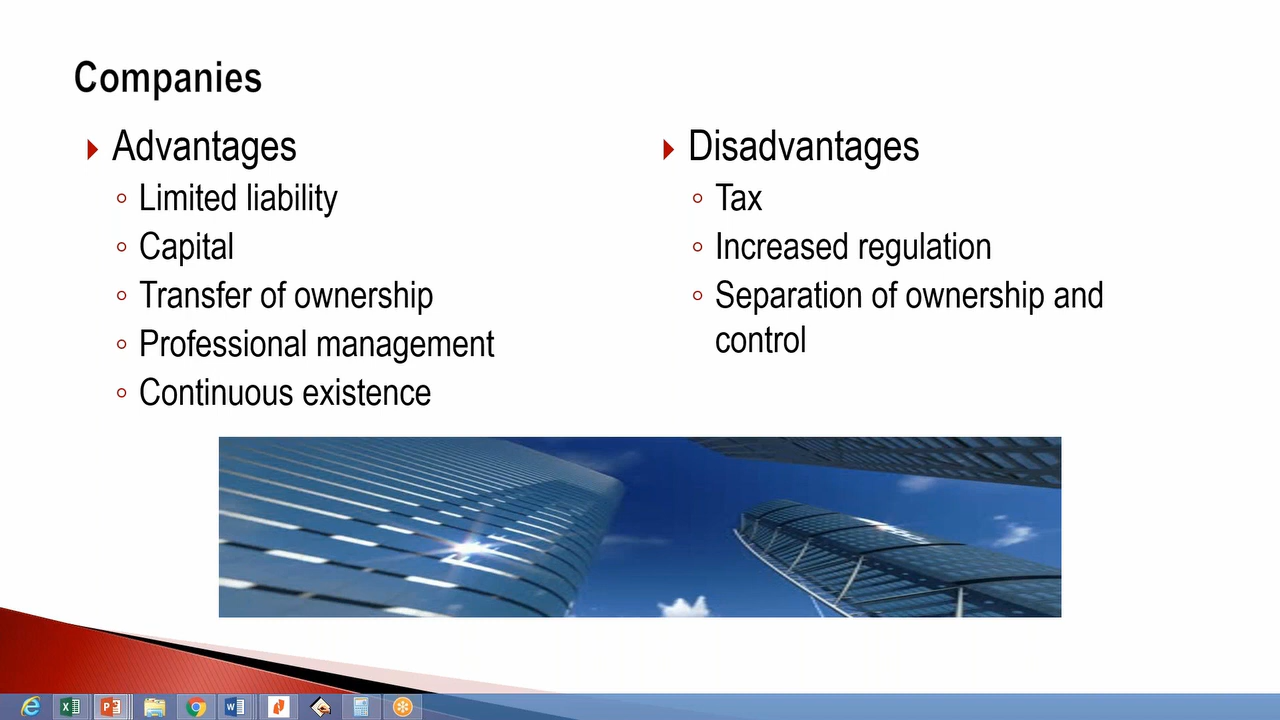 Companies
Advantages
Limited liability
Capital
Transfer of ownership
Professional management
Continuous existence
Disadvantages
Tax
Increased regulation
Separation of ownership and
control